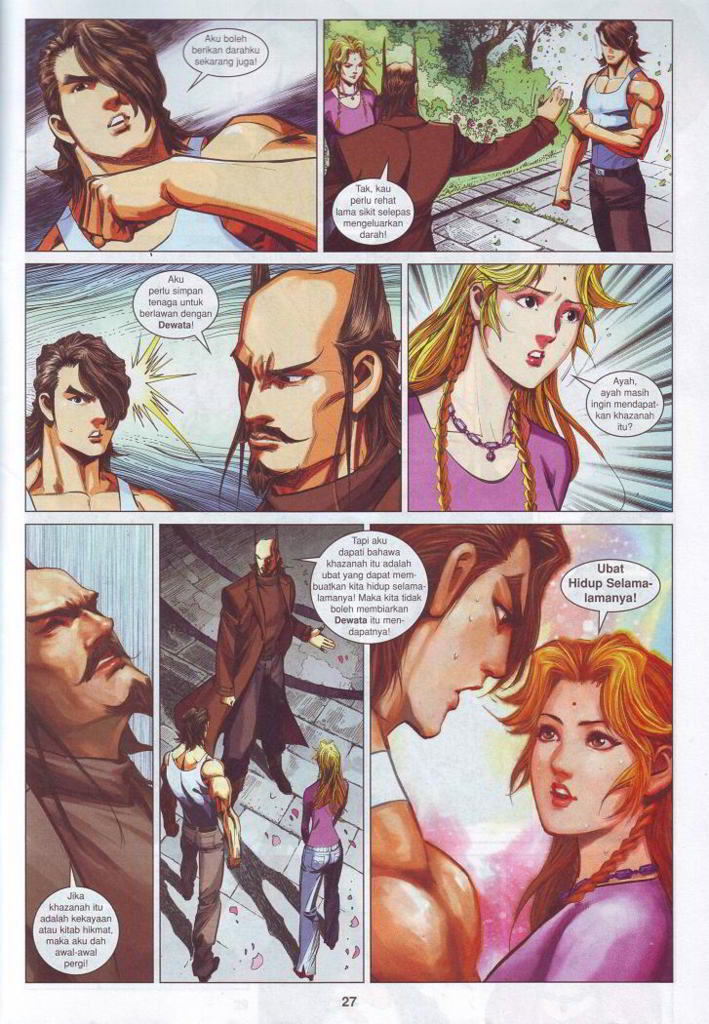 Aku boleh
berikan darahku
sekarang juga!
Tak, kau
perlu rehat
lama sikit selepas
mengeluarkan
darah!
Aku
perlu simpan
tenaga untuk
berlawan dengan
Dewata!
Ayah,
ayah masih
ingin mendapat-
kan khazanah
itu?
Jika
khazanah itu
adalah kekayaan
atau kitab hikmat,
maka aku dah
awal-awal
pergi!
Tapi aku
dapati bahawa
khazanah itu adalah
ubat yang dapat mem-
buatkan kita hidup selama-
lamanya! Maka kita tidak
boleh membiarkan
Dewata itu men-
dapatnya!
Ubat
Hidup Selama-
lamanya!
27